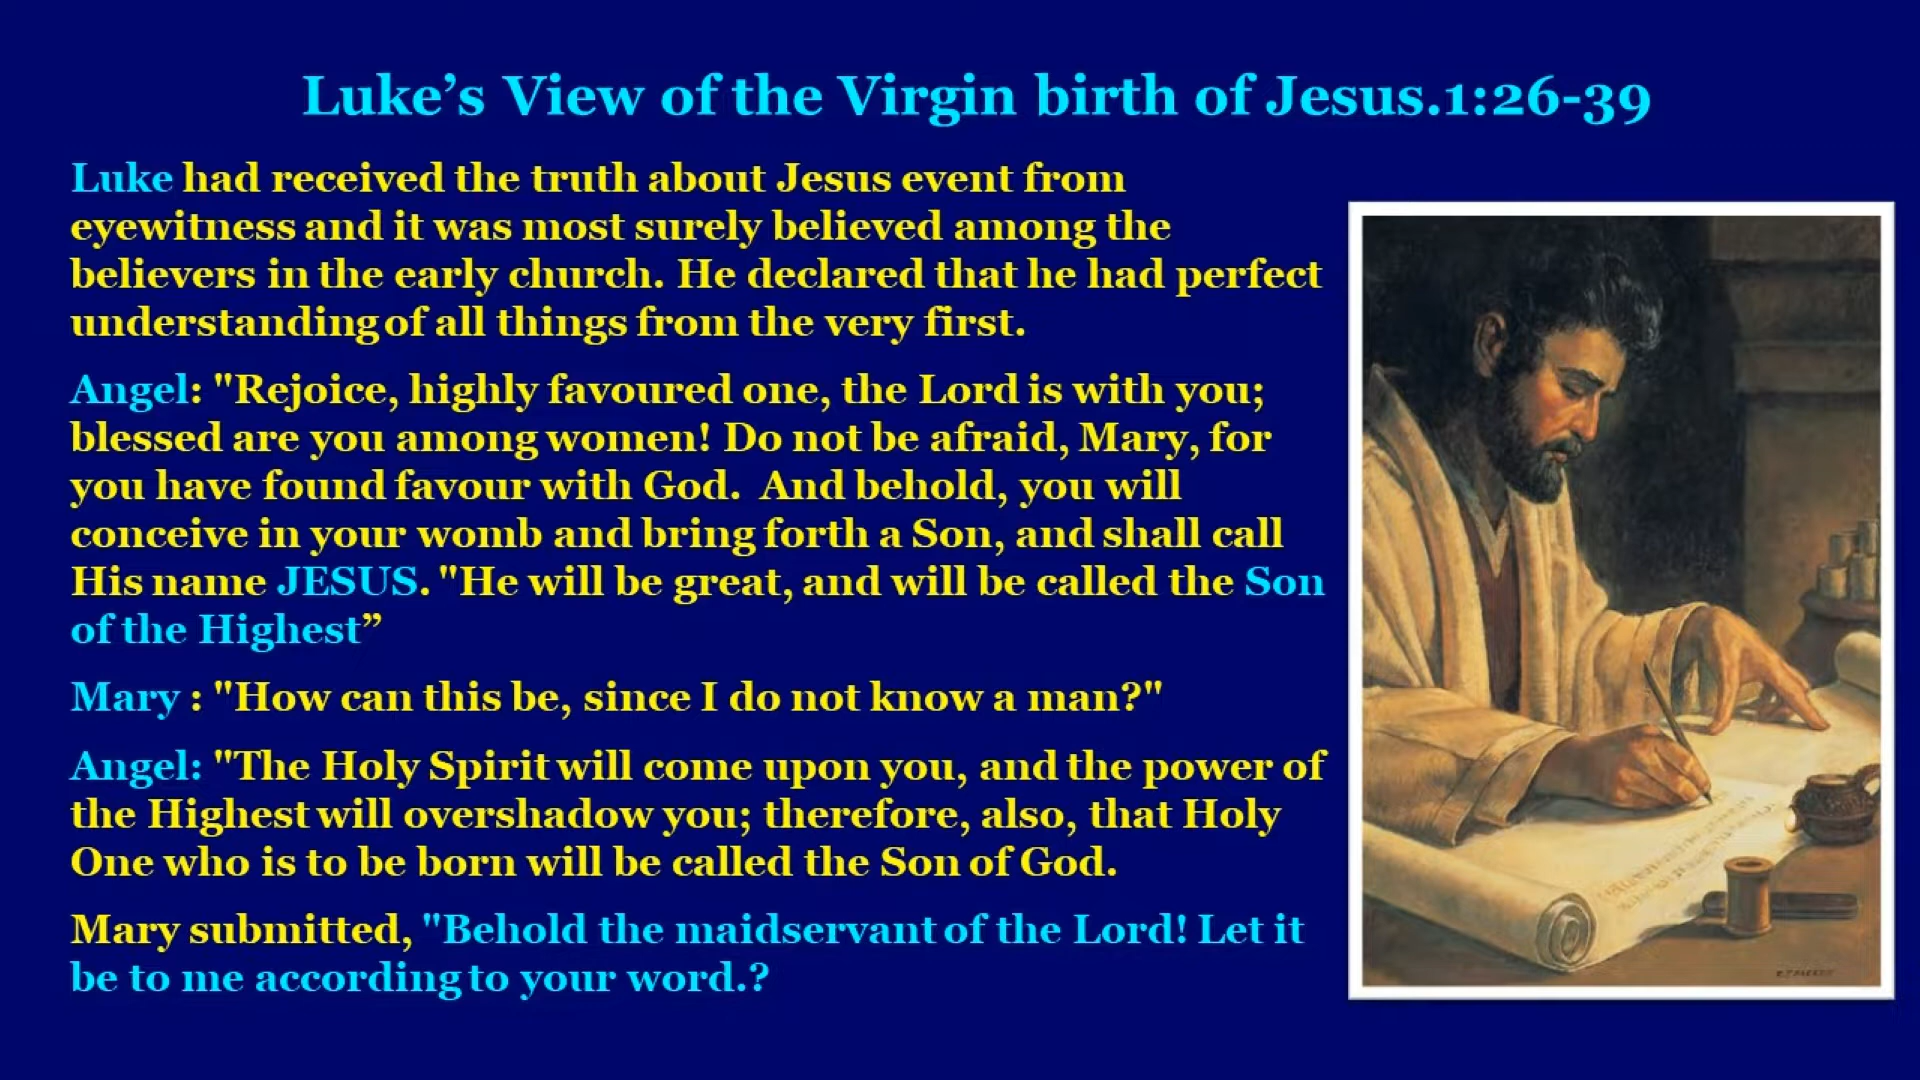 Luke’s View of the Virgin birth of Jesus.1:26-39
Luke had received the truth about Jesus event from
eyewitness and it was most surely believed among the
believers in the early church. He declared that he had perfect
understanding of all things from the very first.
Angel: "Rejoice, highly favoured one, the Lord is with you;
blessed are you among women! Do not be afraid, Mary, for
you have found favour with God.  And behold, you will
conceive in your womb and bring forth a Son, and shall call
His name JESUS. "He will be great, and will be called the Son
of the Highest”
Mary : "How can this be, since I do not know a man?"
Angel: "The Holy Spirit will come upon you, and the power of
the Highest will overshadow you; therefore, also, that Holy
One who is to be born will be called the Son of God.
Mary submitted, "Behold the maidservant of the Lord! Let it
be to me according to your word.?